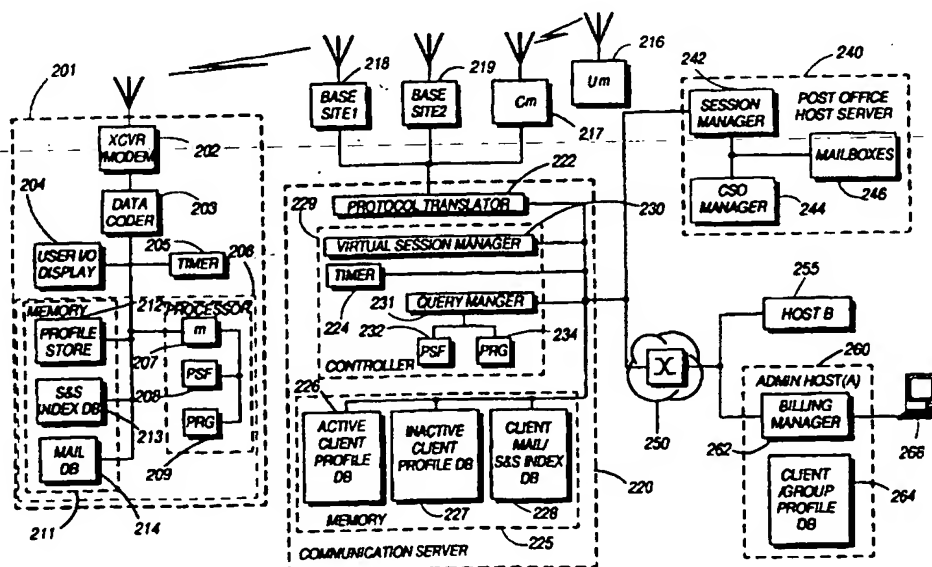 201
XCVR
/MODEM
202
DATA
CODER
203
204
USER I/O
DISPLAY
205
TIMER
206
MEMORY
212
PROCESSOR
PROFILE
STORE
m
207
S&S
INDEX DB
213
PSF
208
MAIL
DB
PRG
209
211
214
218
BASE
SITE1
219
BASE
SITE2
Cm
217
216
Um
222
PROTOCOL TRANSLATOR
229
230
VIRTUAL SESSION MANAGER
TIMER
224
231
QUERY MANGER
232
PSF
PRG
234
CONTROLLER
226
ACTIVE
CLIENT
PROFILE
DB
INACTIVE
CLIENT
PROFILE DB
CLIENT
MAIL/
S&S INDEX
DB
MEMORY
227
228
220
225
COMMUNICATION SERVER
242
240
SESSION
MANAGER
POST OFFICE
HOST SERVER
MAILBOXES
246
CSO
MANAGER
244
250
255
HOST B
260
ADMIN HOST(A)
BILLING
MANAGER
262
266
CLIENT
/GROUP
PROFILE
DB
264